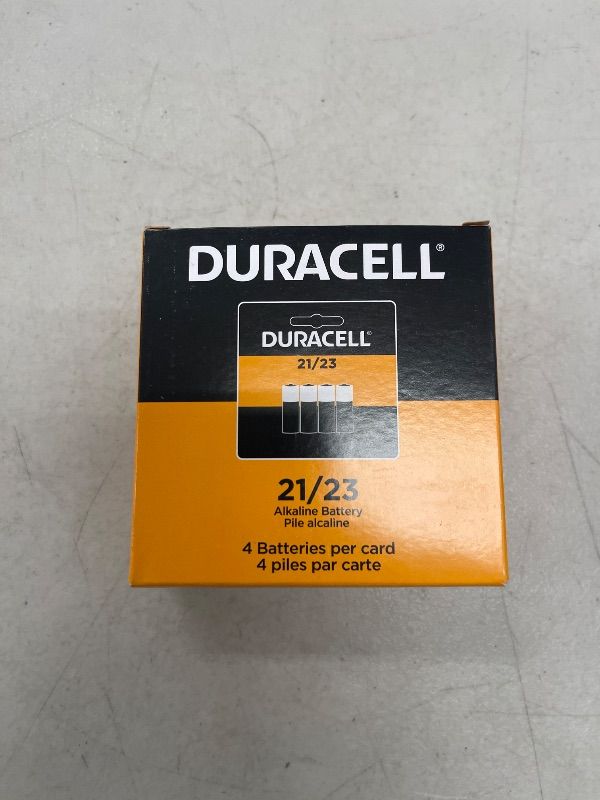 DURACELL®
DURACELL®
21/23
21/23
Alkaline Battery
Pile alcaline
4 Batteries per card
4 piles par carte